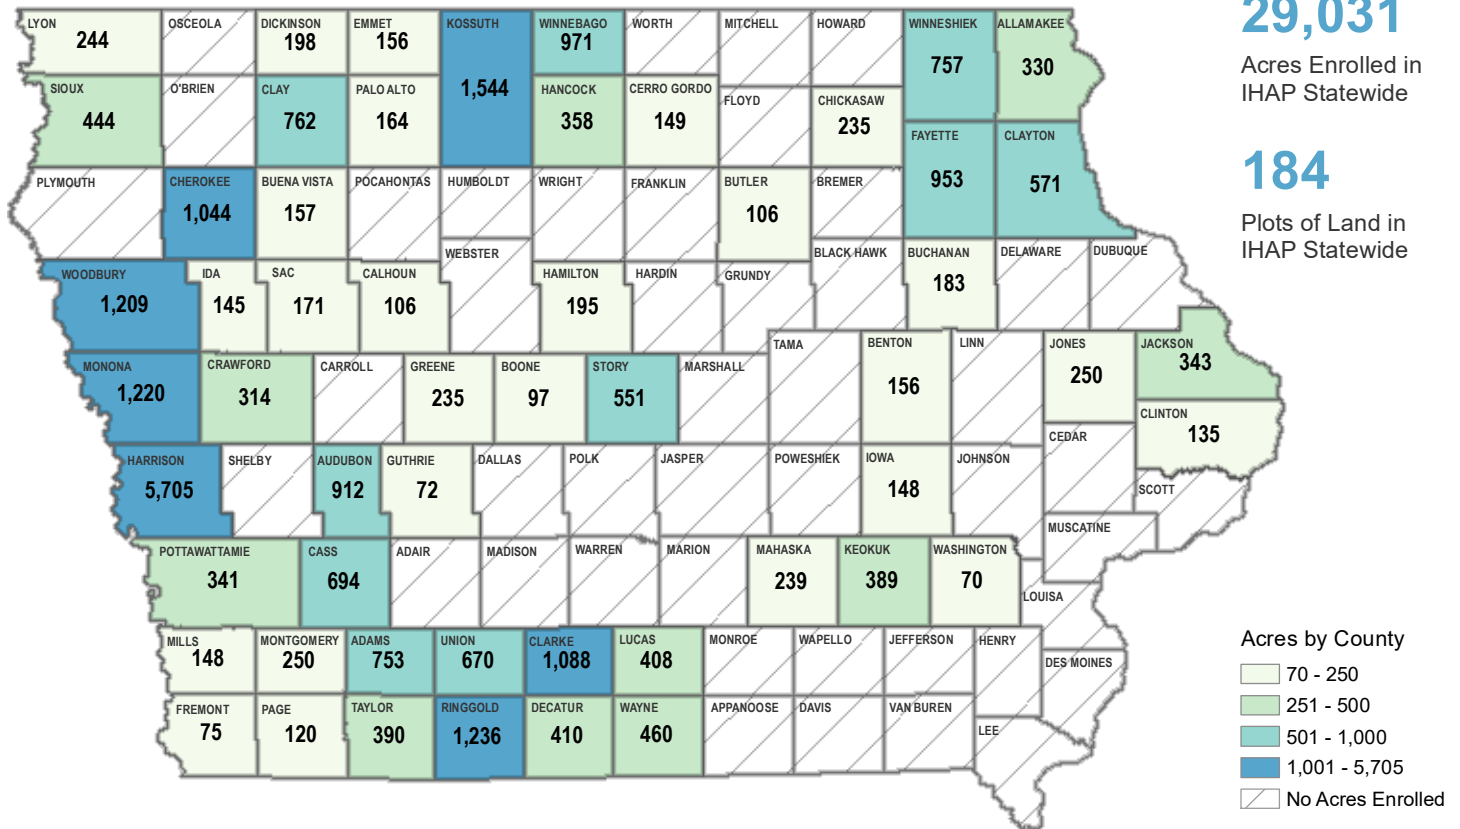 LYON
244
OSCEOLA
DICKINSON
198
EMMET
156
KOSSUTH
1,544
WINNEBAGO
971
WORTH
MITCHELL
HOWARD
WINNESHIEK
757
ALLAMAKEE
330
SIOUX
444
O'BRIEN
CLAY
762
PALO ALTO
164
HANCOCK
358
CERRO GORDO
149
FLOYD
CHICKASAW
235
FAYETTE
953
CLAYTON
571
PLYMOUTH
CHEROKEE
1,044
BUENA VISTA
157
POCAHONTAS
HUMBOLDT
WRIGHT
FRANKLIN
BUTLER
106
BREMER
WOODBURY
1,209
IDA
145
SAC
171
CALHOUN
106
WEBSTER
HAMILTON
195
HARDIN
GRUNDY
BLACK HAWK
BUCHANAN
183
DELAWARE
DUBUQUE
MONONA
1,220
CRAWFORD
314
CARROLL
GREENE
235
BOONE
97
STORY
551
MARSHALL
TAMA
BENTON
156
LINN
JONES
250
JACKSON
343
CLINTON
135
HARRISON
5,705
SHELBY
AUDUBON
912
GUTHRIE
72
DALLAS
POLK
JASPER
POWESHIEK
IOWA
148
JOHNSON
CEDAR
SCOTT
MUSCATINE
POTTAWATTAMIE
341
CASS
694
ADAIR
MADISON
WARREN
MARION
MAHASKA
239
KEOKUK
389
WASHINGTON
70
LOUISA
MILLS
148
MONTGOMERY
250
ADAMS
753
UNION
670
CLARKE
1,088
LUCAS
408
MONROE
WAPELLO
JEFFERSON
HENRY
DES MOINES
FREMONT
75
PAGE
120
TAYLOR
390
RINGGOLD
1,236
DECATUR
410
WAYNE
460
APPANOOSE
DAVIS
VAN BUREN
LEE
29,031
Acres Enrolled in
IHAP Statewide
184
Plots of Land in
IHAP Statewide
Acres by County
70 - 250
251 - 500
501 - 1,000
1,001 - 5,705
No Acres Enrolled